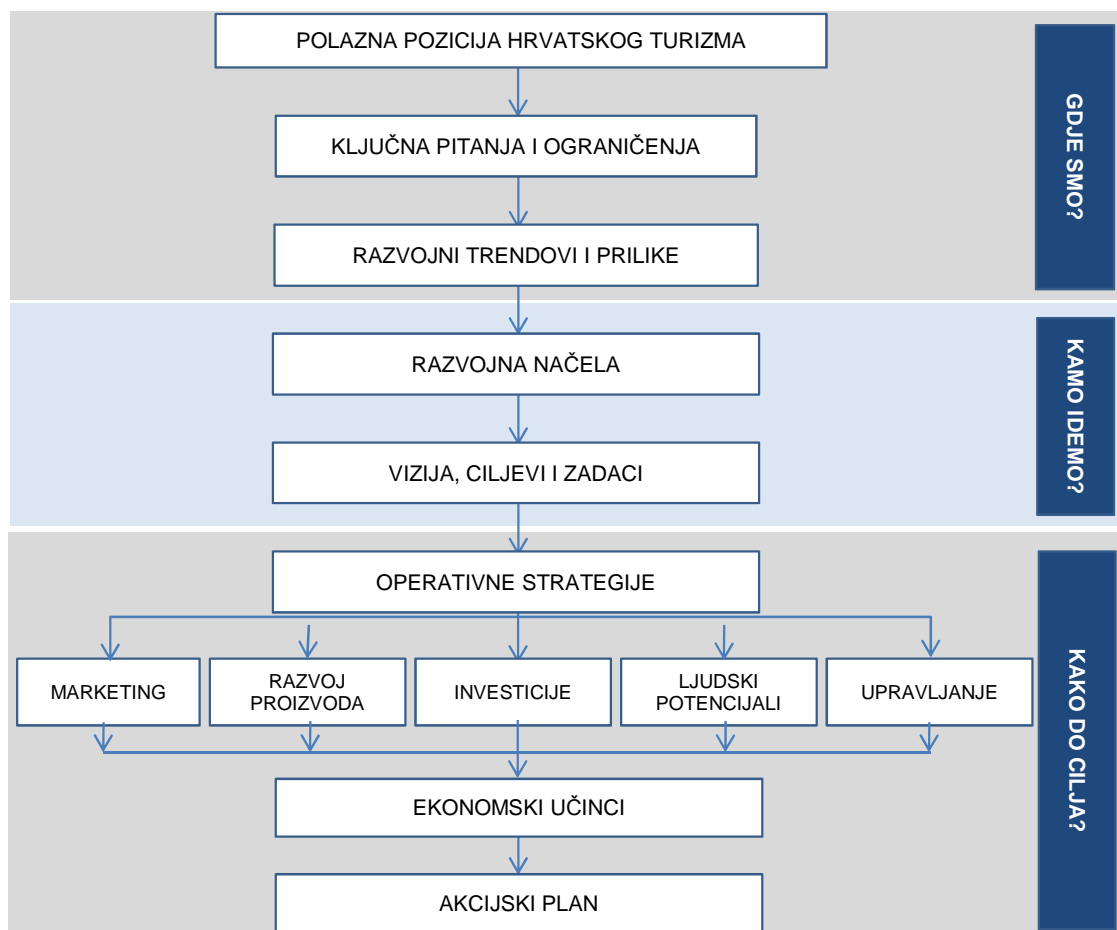 POLAZNA POZICIJA HRVATSKOG TURIZMA
KLJUČNA PITANJA I OGRANIČENJA
RAZVOJNI TRENDOVI I PRILIKE
GDJE SMO?
RAZVOJNA NAČELA
VIZIJA, CILJEVI I ZADACI
KAMO IDEMO?
OPERATIVNE STRATEGIJE
MARKETING
RAZVOJ
PROIZVODA
INVESTICIJE
LJUDSKI
POTENCIJALI
UPRAVLJANJE
EKONOMSKI UČINCI
AKCIJSKI PLAN
KAKO DO CILJA?